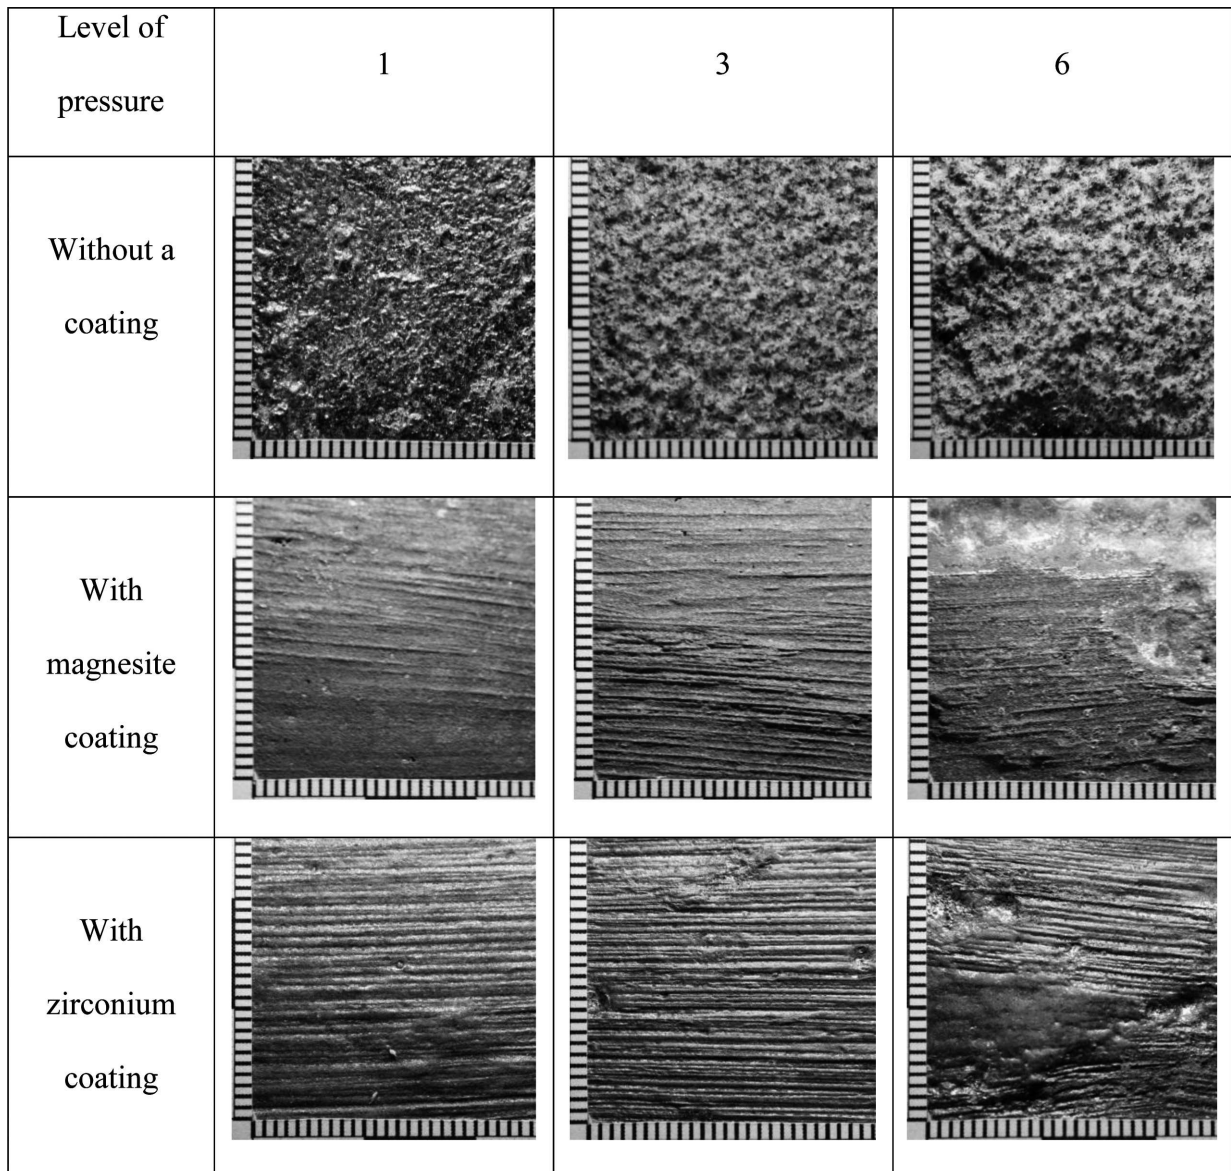 Level of
pressure
1
3
6
Without a
coating
With
magnesite
coating
With
zirconium
coating